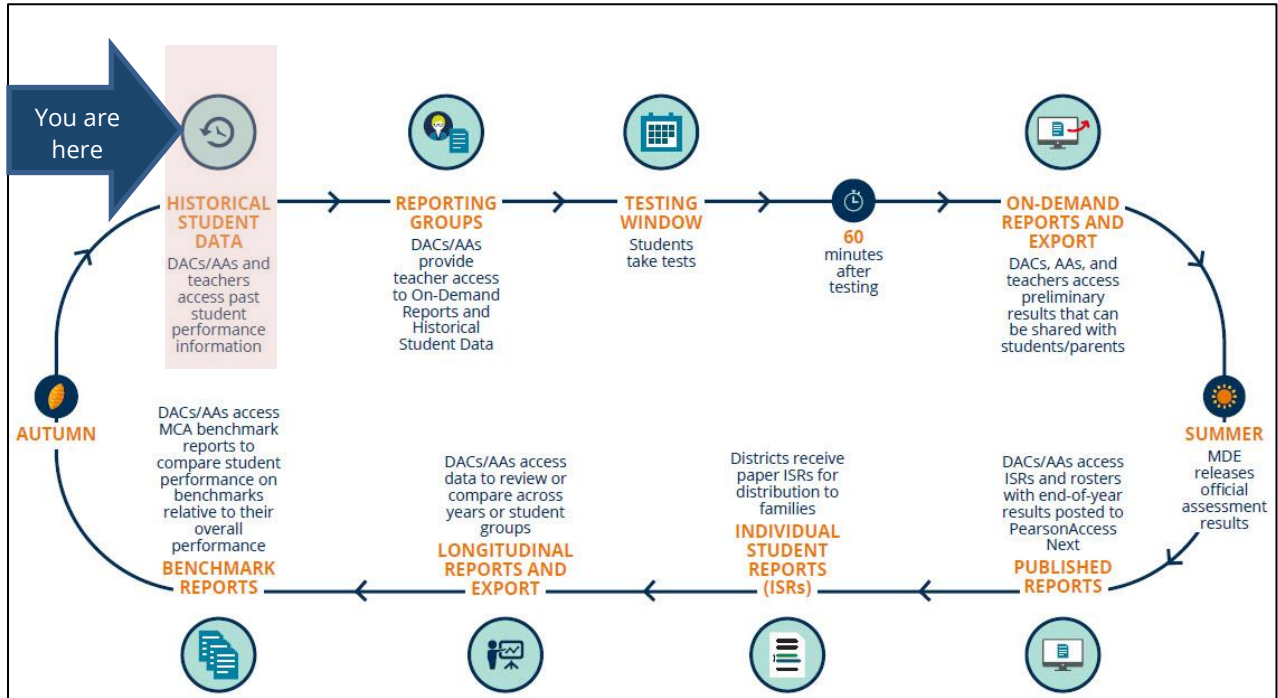 You are
here
HISTORICAL
STUDENT
DATA
DACs/AAs and
teachers
access past
student
performance
information
REPORTING
GROUPS
DACs/AAs
provide
teacher access
to On-Demand
Reports and
Historical
Student Data
TESTING
WINDOW
Students
take tests
60
minutes
after
testing
ON-DEMAND
REPORTS AND
EXPORT
DACs, AAs, and
teachers access
preliminary
results that can
be shared with
students/parents
SUMMER
MDE
releases
official
assessment
results
DACs/AAs access
ISRs and rosters
with end-of-year
results posted to
PearsonAccess
Next
PUBLISHED
REPORTS
Districts receive
paper ISRs for
distribution to
families
INDIVIDUAL
STUDENT
REPORTS
(ISRs)
DACs/AAs access
data to review or
compare across
years or student
groups
LONGITUDINAL
REPORTS AND
EXPORT
DACs/AAs access
MCA benchmark
reports to
compare student
performance on
benchmarks
relative to their
overall
performance
BENCHMARK
REPORTS
AUTUMN